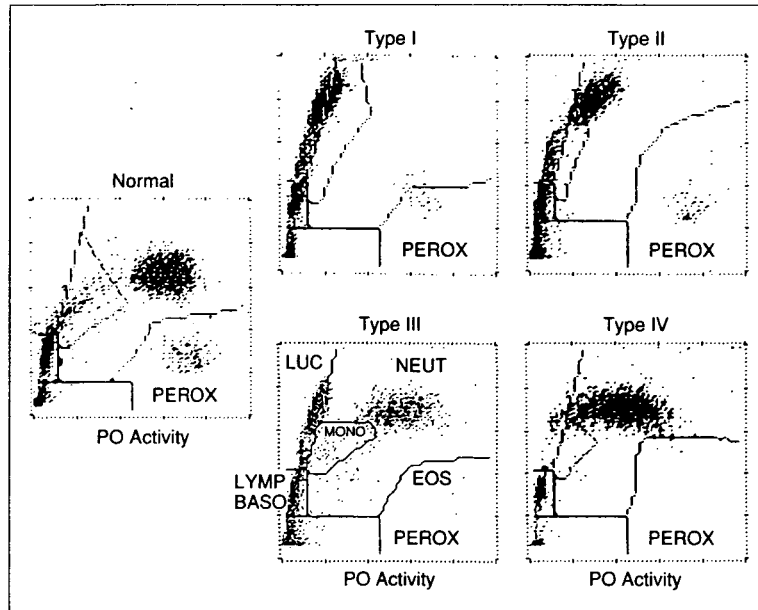 Type I
Type II
Normal
PEROX
PEROX
PEROX
PO Activity
Type III
Type IV
LUC
NEUT
MONO
LYMP
BASO
EOS
PEROX
PEROX
PO Activity
PO Activity